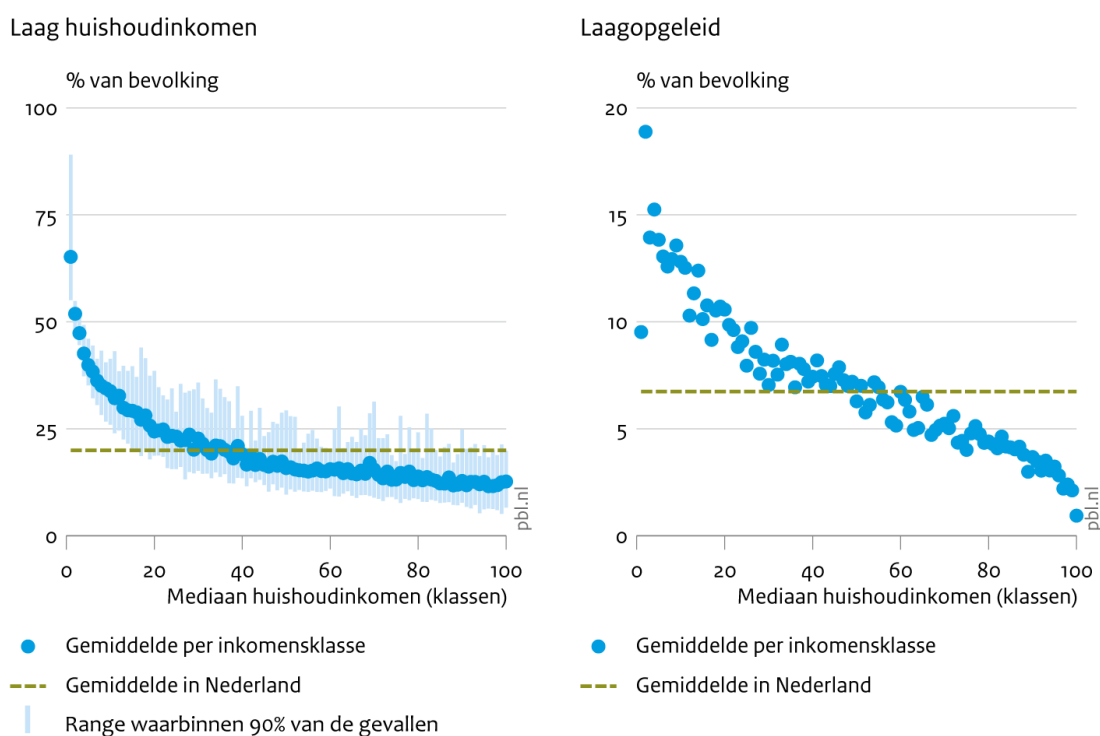 Laag huishoudinkomen
% van bevolking
100
75
50
25
0
0 20 40 60 80 100
Mediaan huishoudinkomen (klassen)
pbl.nl
Gemiddelde per inkomensklasse
Gemiddelde in Nederland
Range waarbinnen 90% van de gevallen
Laagopgeleid
% van bevolking
20
15
10
5
0
0 20 40 60 80 100
Mediaan huishoudinkomen (klassen)
pbl.nl
Gemiddelde per inkomensklasse
Gemiddelde in Nederland